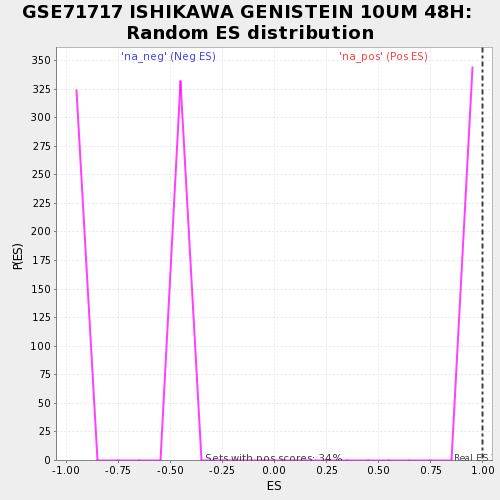 GSE71717 ISHIKAWA GENISTEIN 10UM 48H:
Random ES distribution
'na_neg' (Neg ES) 'na_pos' (Pos ES)
350
325
300
275
250
225
200
175
150
125
100
75
50
25
0
P(ES)
Sets with pos scores: 34%
Real ES
-1.00 -0.75 -0.50 -0.25 0.00 0.25 0.50 0.75 1.00
ES